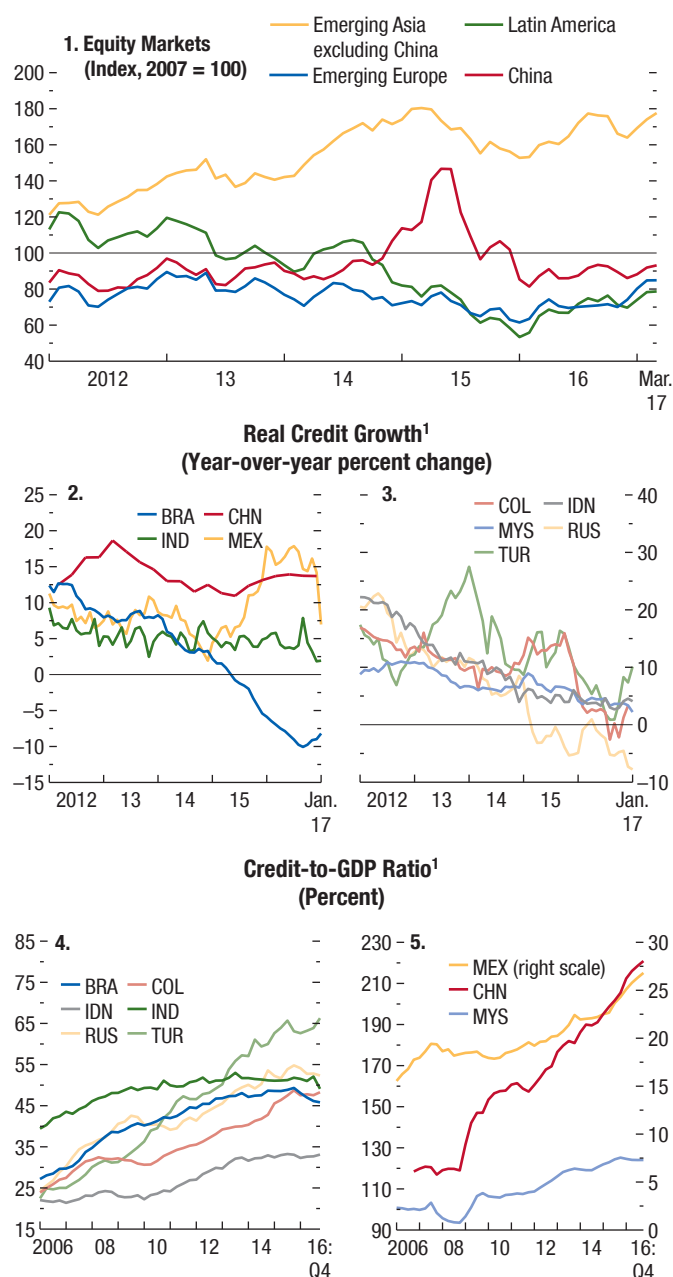 1. Equity Markets
(Index, 2007 = 100)
Emerging Asia
excluding China
Latin America
Emerging Europe
China
200
180
160
140
120
100
80
60
40
2012
13
14
15
16
Mar.
17
Real Credit Growth1
(Year-over-year percent change)
2.
BRA
CHN
IND
MEX
25
20
15
10
5
0
–5
–10
–15
2012
13
14
15
Jan.
17
3.
COL
IDN
MYS
RUS
TUR
40
30
20
10
0
–10
2012
13
14
15
Jan.
17
Credit-to-GDP Ratio1
(Percent)
4.
BRA
COL
IDN
IND
RUS
TUR
85
75
65
55
45
35
25
15
2006
08
10
12
14
16:
Q4
5.
MEX (right scale)
CHN
MYS
230
210
190
170
150
130
110
90
30
25
20
15
10
5
0
2006
08
10
12
14
16:
Q4